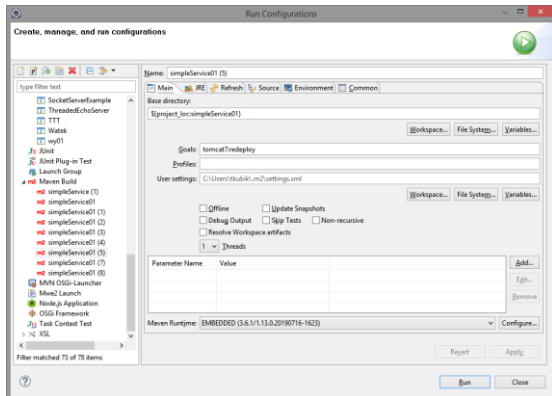 Run Configurations
Create, manage, and run configurations
type filter text
SocketServerExample
ThreadedEchoServer
TTT
Watek
wy01
JUnit
JUnit Plug-in Test
Launch Group
Maven Build
simpleService (1)
simpleService01
simpleService01 (1)
simpleService01 (2)
simpleService01 (3)
simpleService01 (4)
simpleService01 (5)
simpleService01 (7)
simpleService01 (8)
MVN OSGi-Launcher
Mwe2 Launch
Node.js Application
OSGi Framework
Task Context Test
XSL
Filter matched 73 of 78 items
Name: simpleService01 (5)
Main JRE Refresh Source Environment Common
Base directory:
${project_loc:simpleService01}
Workspace... File System... Variables...
Goals: tomcat7:redeploy
Profiles:
User settings: C:\Users\tkubik\.m2\settings.xml
Workspace... File System... Variables...
Offline Update Snapshots
Debug Output Skip Tests Non-recursive
Resolve Workspace artifacts
1 Threads
Parameter Name Value
Add...
Edit...
Remove
Maven Runtime: EMBEDDED (3.6.1/1.13.0.20190716-1623) Configure...
Revert Apply
Run Close